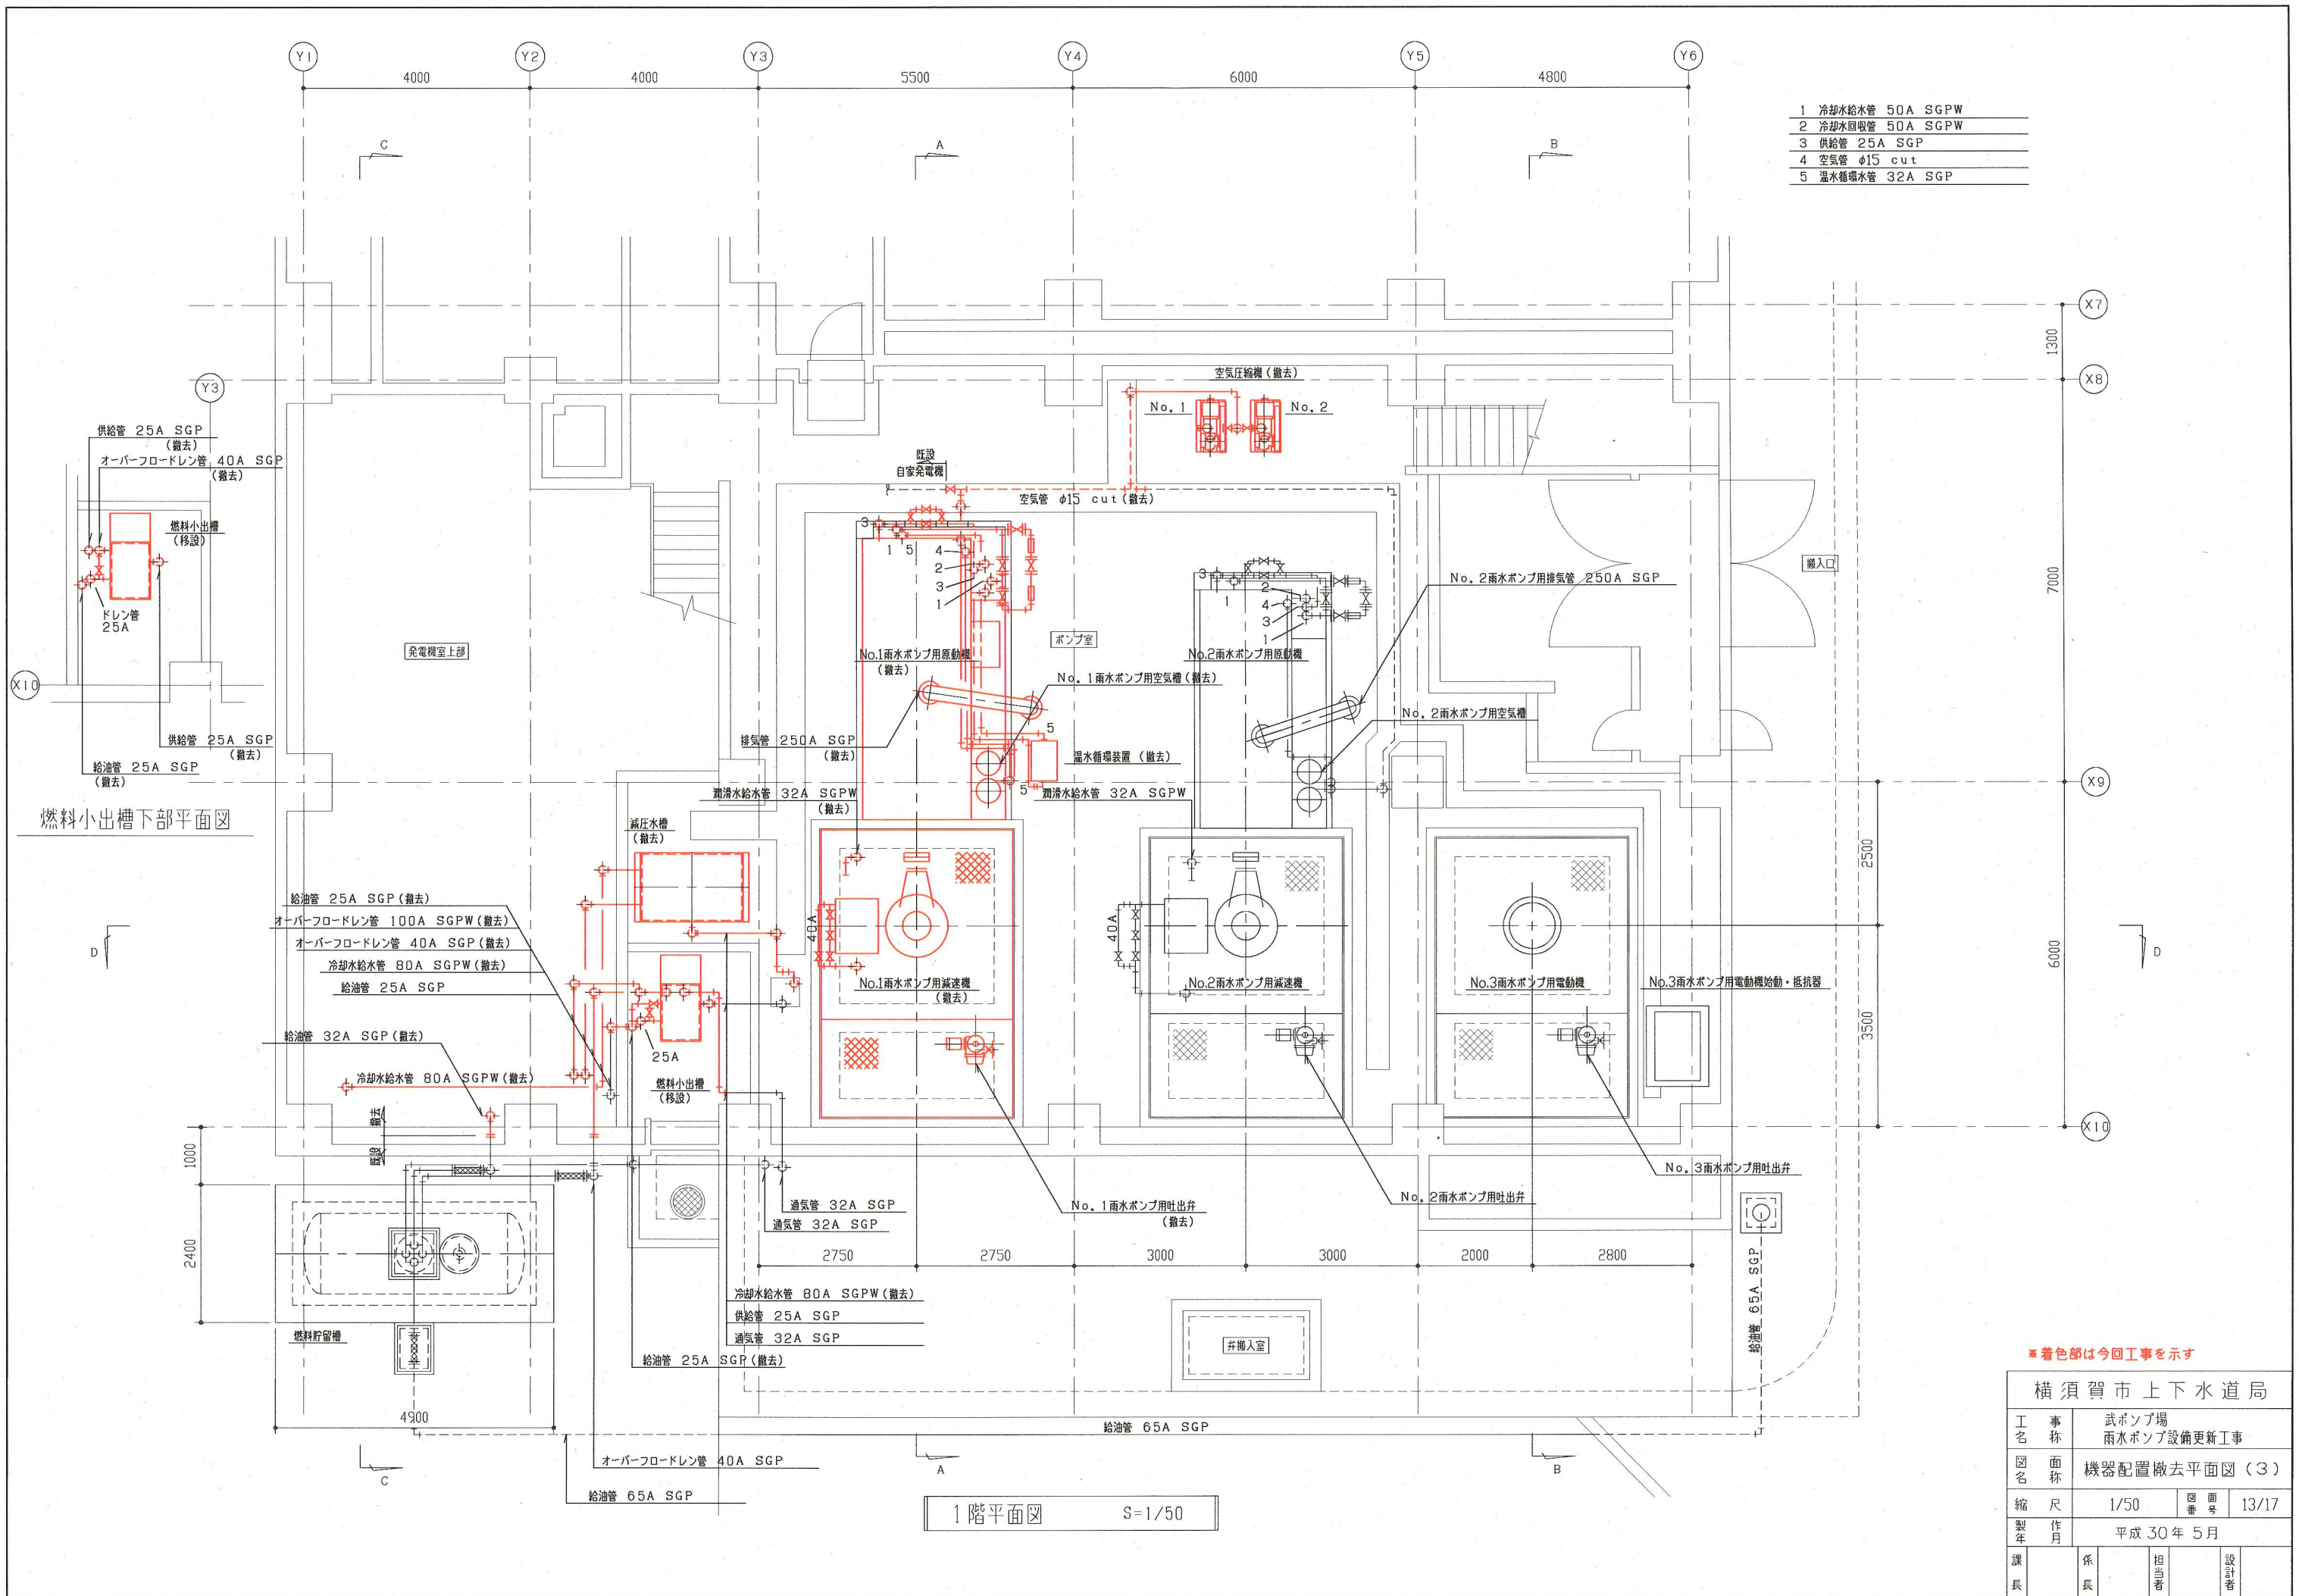 Y1
Y2
Y3
Y4
Y5
Y6
4000
4000
5500
6000
4800
C
A
B
1 冷却水給水管 50A SGPW
2 冷却水回収管 50A SGPW
3 供給管 25A SGP
4 空気管 φ15 cut
5 温水循環水管 32A SGP
X7
1300
X8
空気圧縮機(撤去)
No. 1
No. 2
Y3
供給管 25A SGP
(撤去)
オーバーフロードレン管 40A SGP
(撤去)
燃料小出槽
(移設)
ドレン管
25A
X10
供給管 25A SGP
(撤去)
給油管 25A SGP
(撤去)
燃料小出槽下部平面図
既設
自家発電機
空気管 φ15 cut(撤去)
3
1 5
4
2
3
1
3
1
2
4
3
1
No. 2雨水ポンプ用排気管 250A SGP
搬入口
7000
発電機室上部
ポンプ室
No.1雨水ポンプ用原動機
(撤去)
No.2雨水ポンプ用原動機
No. 1雨水ポンプ用空気槽(撤去)
No. 2雨水ポンプ用空気槽
排気管 250A SGP
(撤去)
5
温水循環装置 (撤去)
5
X9
潤滑水給水管 32A SGPW
(撤去)
潤滑水給水管 32A SGPW
減圧水槽
(撤去)
2500
給油管 25A SGP(撤去)
オーバーフロードレン管 100A SGPW(撤去)
オーバーフロードレン管 40A SGP(撤去)
冷却水給水管 80A SGPW(撤去)
給油管 25A SGP
D
40A
40A
D
6000
No.1雨水ポンプ用減速機
(撤去)
No.2雨水ポンプ用減速機
No.3雨水ポンプ用電動機
No.3雨水ポンプ用電動機始動・抵抗器
3500
給油管 32A SGP(撤去)
25A
冷却水給水管 80A SGPW(撤去)
燃料小出槽
(移設)
撤去
既設
X10
1000
2400
No. 3雨水ポンプ用吐出弁
No. 2雨水ポンプ用吐出弁
No. 1雨水ポンプ用吐出弁
(撤去)
通気管 32A SGP
通気管 32A SGP
2750
2750
3000
3000
2000
2800
給油管 65A SGP
冷却水給水管 80A SGPW(撤去)
供給管 25A SGP
通気管 32A SGP
給油管 25A SGP(撤去)
燃料貯留槽
弁搬入室
4900
給油管 65A SGP
オーバーフロードレン管 40A SGP
給油管 65A SGP
C
A
B
1階平面図 S=1/50
※着色部は今回工事を示す
横須賀市上下水道局
工事名称 武ポンプ場
雨水ポンプ設備更新工事
図面名称 機器配置撤去平面図(3)
縮尺 1/50 図面番号 13/17
製作年月 平成30年5月
課長 係長 担当者 設計者